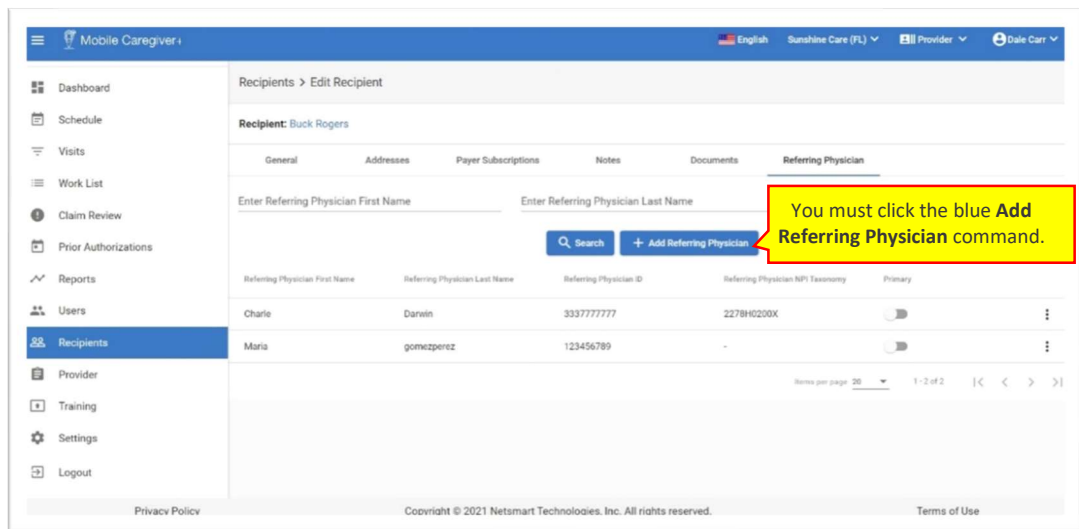 Mobile Caregiver+
English Sunshine Care (FL) Provider Dale Carr
Dashboard
Schedule
Visits
Work List
Claim Review
Prior Authorizations
Reports
Users
Recipients
Provider
Training
Settings
Logout
Recipients > Edit Recipient
Recipient: Buck Rogers
General Addresses Payer Subscriptions Notes Documents Referring Physician
Enter Referring Physician First Name Enter Referring Physician Last Name
You must click the blue Add
Referring Physician command.
Search + Add Referring Physician
Referring Physician First Name Referring Physician Last Name Referring Physician ID Referring Physician NPI Taxonomy Primary
Charle Darwin 3337777777 2278H0200X
Maria gomezperez 123456789 -
Items per page 20 1 - 2 of 2
Privacy Policy Copyright © 2021 Netsmart Technologies, Inc. All rights reserved. Terms of Use